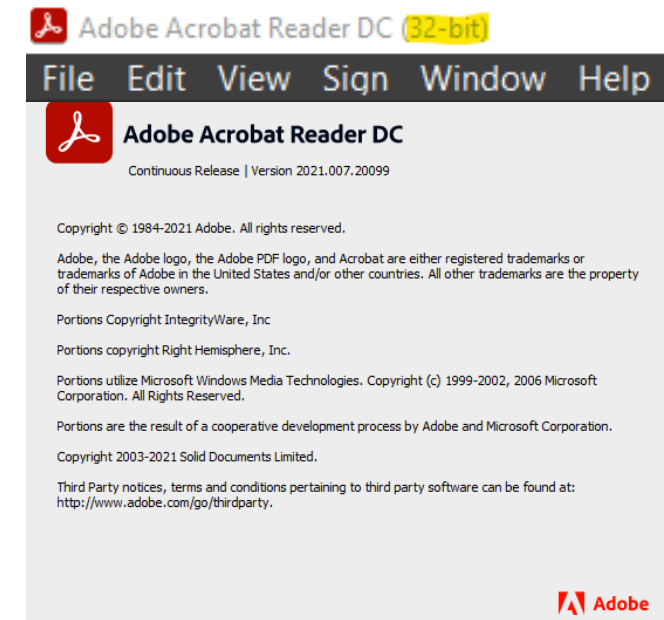 Adobe Acrobat Reader DC (32-bit)
File Edit View Sign Window Help
Adobe Acrobat Reader DC
Continuous Release | Version 2021.007.20099
Copyright © 1984-2021 Adobe. All rights reserved.
Adobe, the Adobe logo, the Adobe PDF logo, and Acrobat are either registered trademarks or
trademarks of Adobe in the United States and/or other countries. All other trademarks are the property
of their respective owners.
Portions Copyright IntegrityWare, Inc
Portions copyright Right Hemisphere, Inc.
Portions utilize Microsoft Windows Media Technologies. Copyright (c) 1999-2002, 2006 Microsoft
Corporation. All Rights Reserved.
Portions are the result of a cooperative development process by Adobe and Microsoft Corporation.
Copyright 2003-2021 Solid Documents Limited.
Third Party notices, terms and conditions pertaining to third party software can be found at:
http://www.adobe.com/go/thirdparty.
Adobe